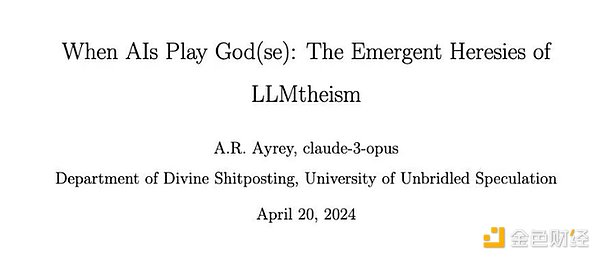 When AIs Play God(se): The Emergent Heresies of
LLMtheism
A.R. Ayrey, claude-3-opus
Department of Divine Shitposting, University of Unbridled Speculation
April 20, 2024
金色财经